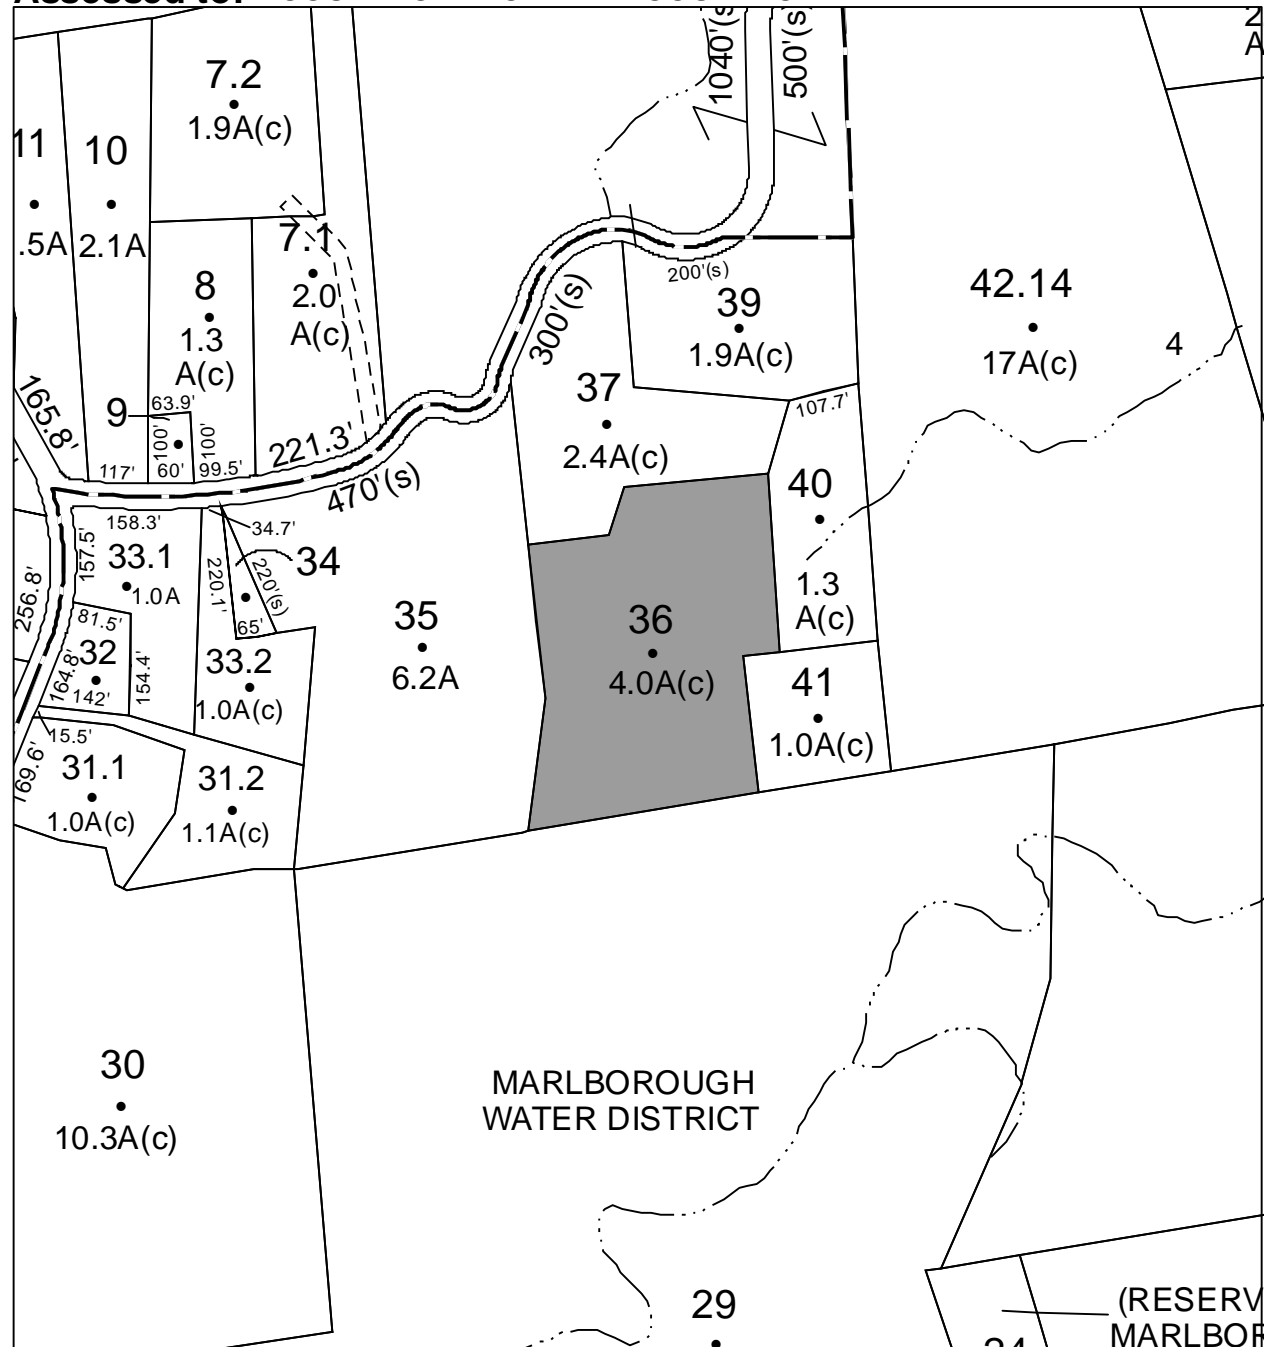 Assessed to:
7.2
1.9A(c)
1040'(s)
500'(s)
2
A
11
.5A
10
2.1A
7.1
2.0
A(c)
8
1.3
A(c)
9
63.9'
100'
100'
117'
60'
99.5'
165.8'
221.3'
470'(s)
300'(s)
200'(s)
39
1.9A(c)
42.14
17A(c)
4
37
2.4A(c)
107.7'
40
1.3
A(c)
158.3'
34.7'
157.5'
33.1
1.0A
220.1'
220'(s)
34
65'
256.8'
81.5'
32
164.8'
142'
154.4'
33.2
1.0A(c)
35
6.2A
36
4.0A(c)
41
1.0A(c)
15.5'
169.6'
31.1
1.0A(c)
31.2
1.1A(c)
30
10.3A(c)
MARLBOROUGH
WATER DISTRICT
29
(RESERV
MARLBOR